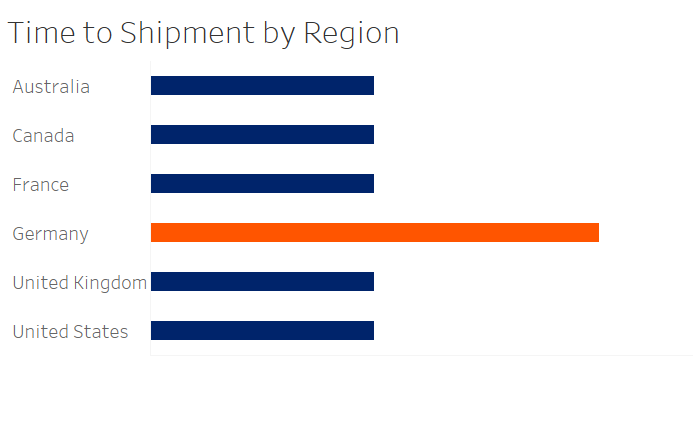 Time to Shipment by Region
Australia
Canada
France
Germany
United Kingdom
United States